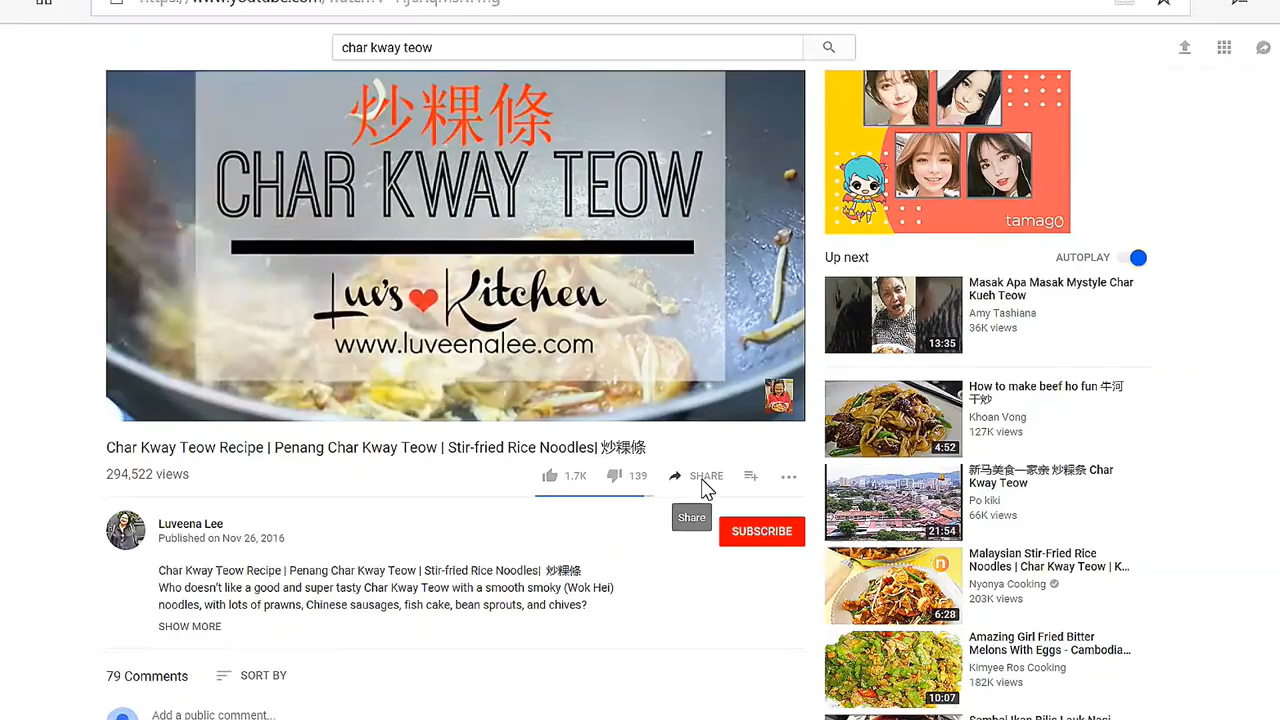 char kway teow
炒粿條
CHAR KWAY TEOW
Luv's Kitchen
www.luveenalee.com
tamago
Up next
AUTOPLAY
Masak Apa Masak Mystyle Char
Kueh Teow
Amy Tashiana
36K views
13:35
How to make beef ho fun 牛河
干炒
Khoan Vong
127K views
4:52
新马美食一家亲 炒粿条 Char
Kway Teow
Po kiki
66K views
21:54
Malaysian Stir-Fried Rice
Noodles | Char Kway Teow | K...
Nyonya Cooking
203K views
6:28
Amazing Girl Fried Bitter
Melons With Eggs - Cambodia...
Kimyee Ros Cooking
182K views
10:07
Char Kway Teow Recipe | Penang Char Kway Teow | Stir-fried Rice Noodles| 炒粿條
294,522 views
1.7K
139
SHARE
Share
SUBSCRIBE
Luveena Lee
Published on Nov 26, 2016
Char Kway Teow Recipe | Penang Char Kway Teow | Stir-fried Rice Noodles| 炒粿條
Who doesn't like a good and super tasty Char Kway Teow with a smooth smoky (Wok Hei)
noodles, with lots of prawns, Chinese sausages, fish cake, bean sprouts, and chives?
SHOW MORE
79 Comments
SORT BY
Add a public comment...